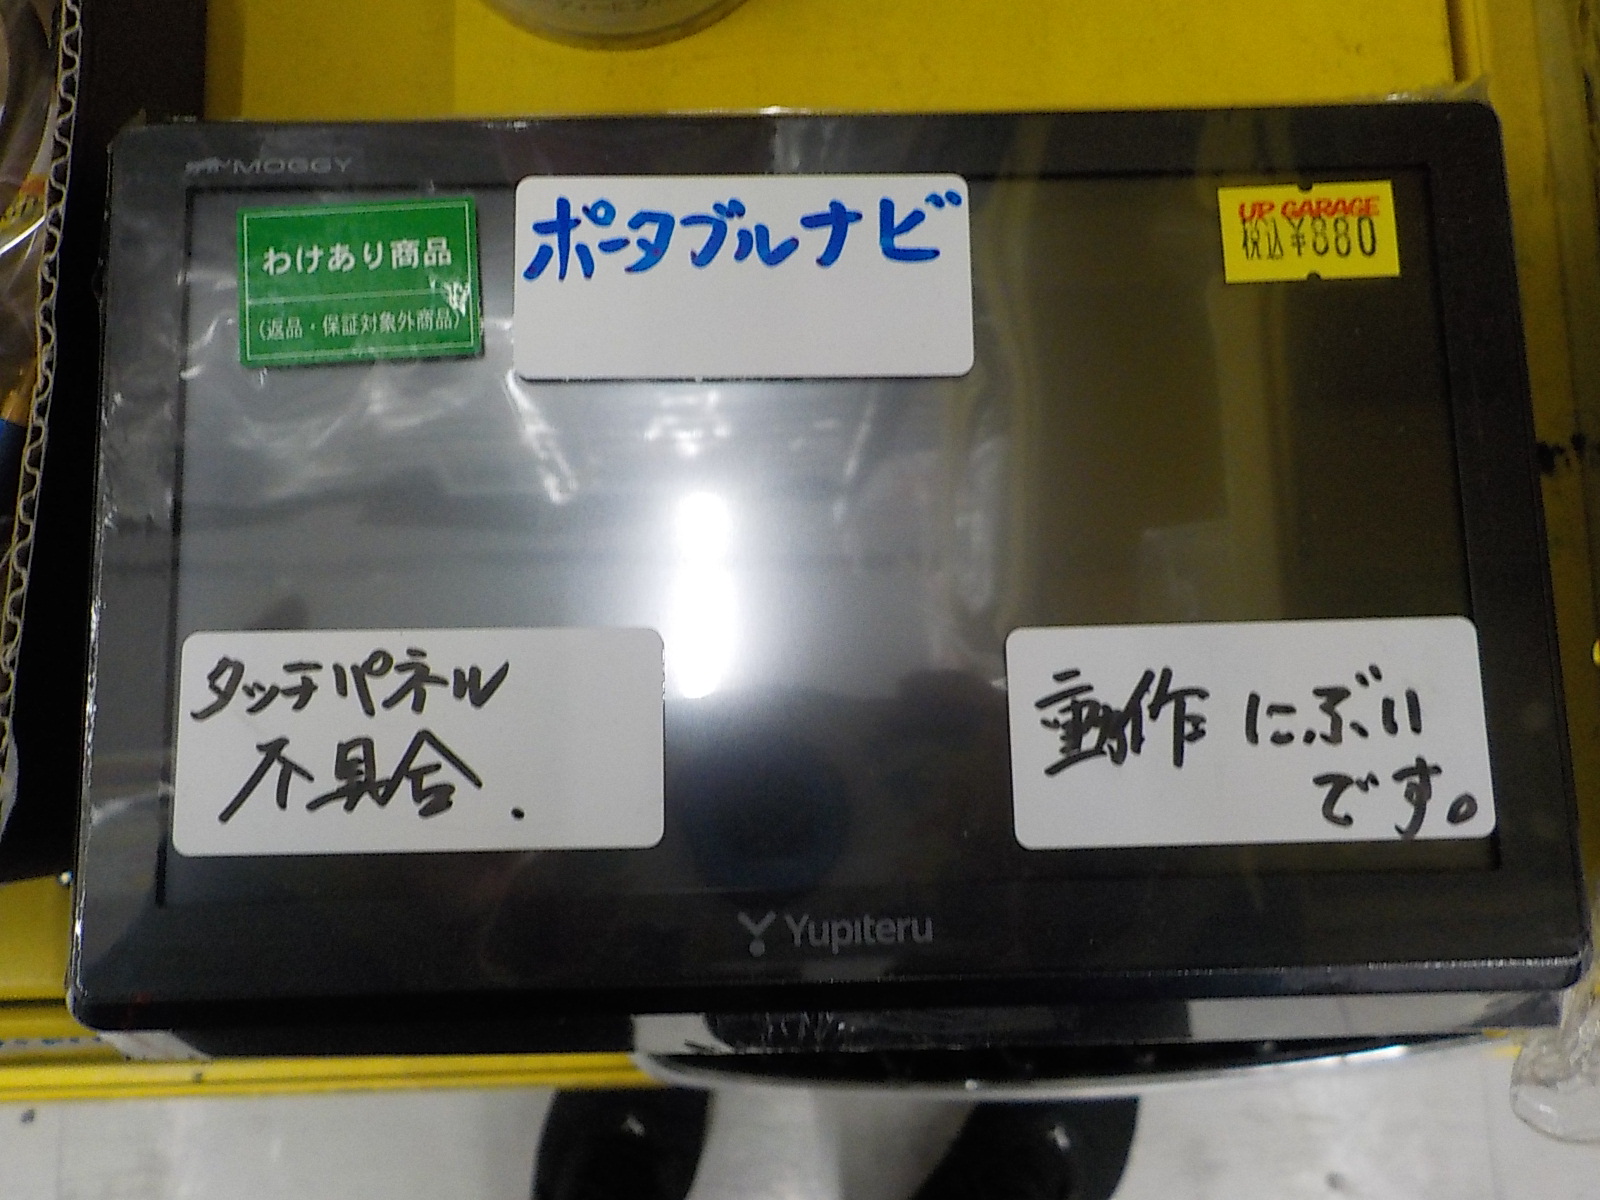 MOGGY
わけあり商品
(返品・保証対象外商品)
ポータブルナビ
UP GARAGE
税込¥880
タッチパネル
不具合.
動作 にぶい
です。
Yupiteru